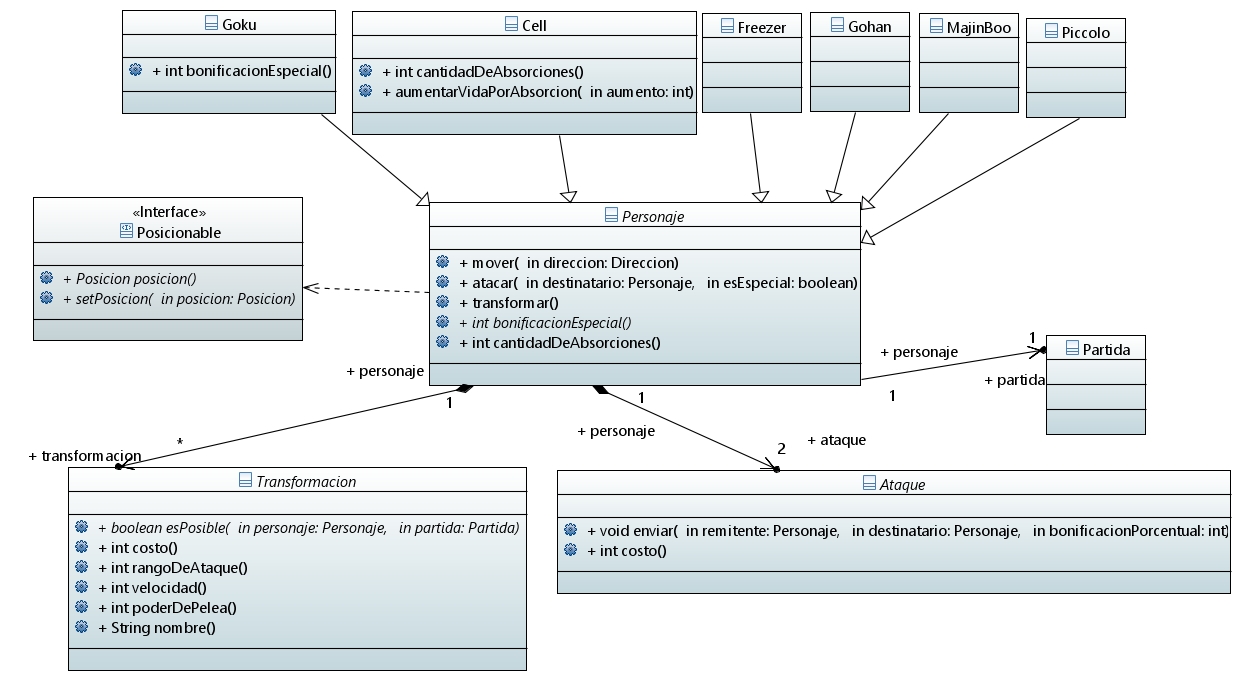 Goku
+ int bonificacionEspecial()
Cell
+ int cantidadDeAbsorciones()
+ aumentarVidaPorAbsorcion( in aumento: int)
Freezer
Gohan
MajinBoo
Piccolo
«Interface»
Posicionable
+ Posicion posicion()
+ setPosicion( in posicion: Posicion)
Personaje
+ mover( in direccion: Direccion)
+ atacar( in destinatario: Personaje, in esEspecial: boolean)
+ transformar()
+ int bonificacionEspecial()
+ int cantidadDeAbsorciones()
+ personaje
1
*
+ transformacion
1
+ personaje
2
+ ataque
+ personaje
1
1
+ partida
Partida
Transformacion
+ boolean esPosible( in personaje: Personaje, in partida: Partida)
+ int costo()
+ int rangoDeAtaque()
+ int velocidad()
+ int poderDePelea()
+ String nombre()
Ataque
+ void enviar( in remitente: Personaje, in destinatario: Personaje, in bonificacionPorcentual: int)
+ int costo()